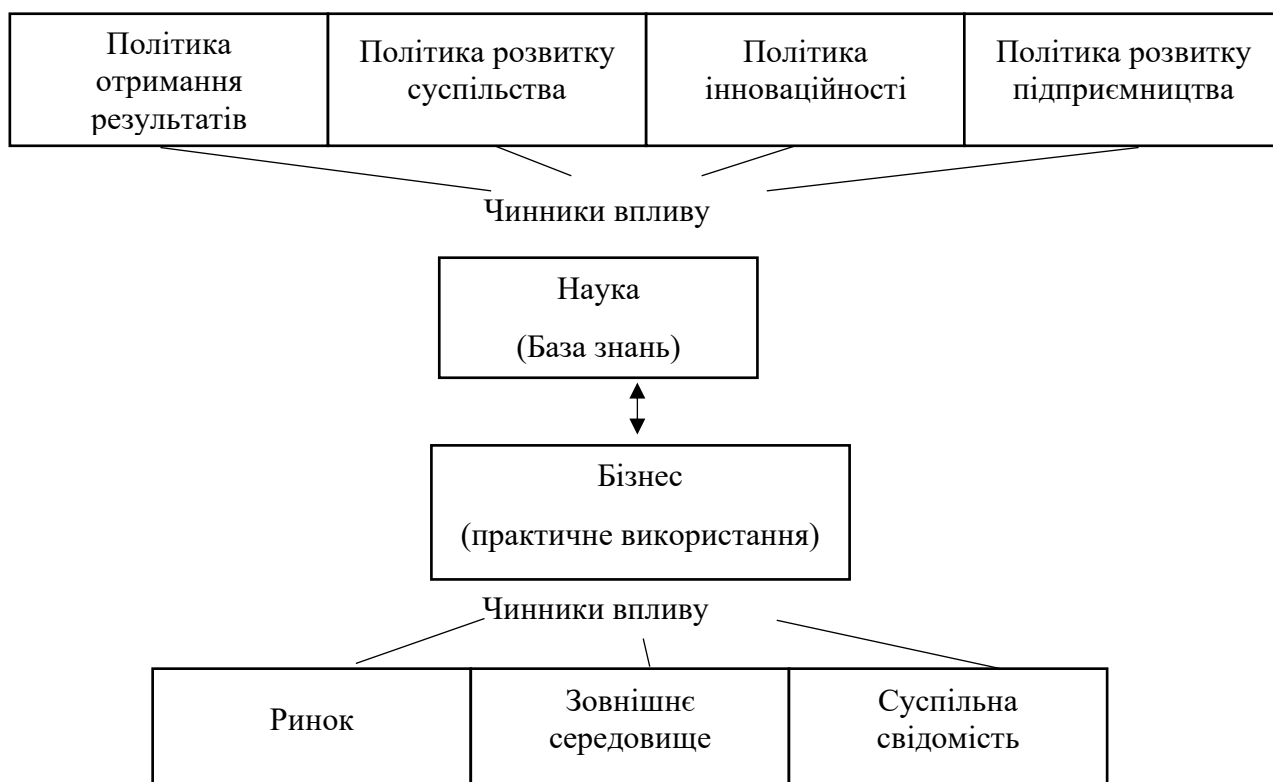 Політика
отримання
результатів
Політика розвитку
суспільства
Політика
інноваційності
Політика розвитку
підприємництва
Чинники впливу
Наука
(База знань)
Бізнес
(практичне використання)
Чинники впливу
Ринок
Зовнішнє
середовище
Суспільна
свідомість